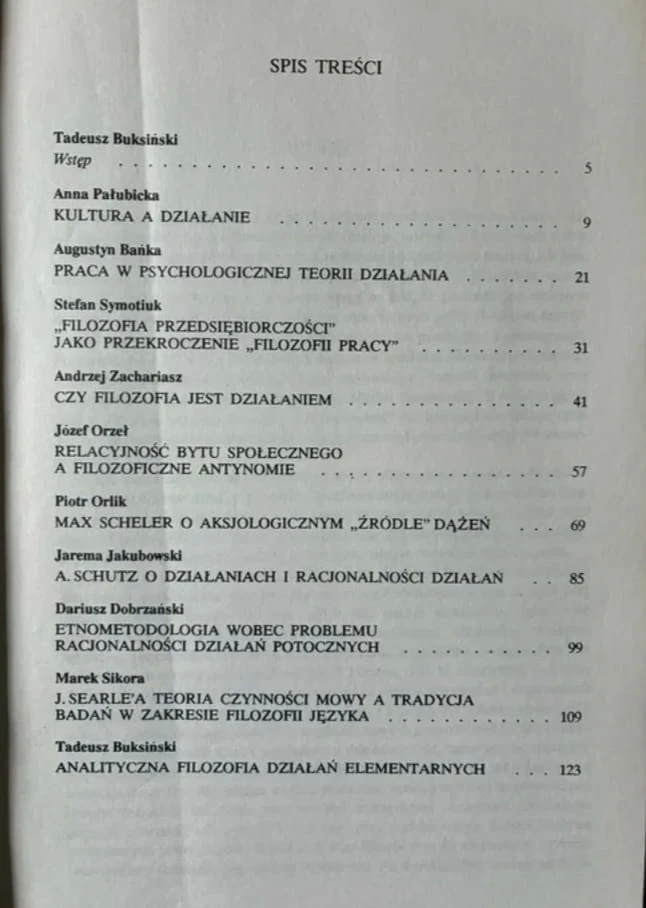 SPIS TREŚCI
Tadeusz Buksiński
Wstęp . . . . . . . . . . . . . . . . . . . . . . . . . . . . . . . 5
Anna Pałubicka
KULTURA A DZIAŁANIE . . . . . . . . . . . . . . . . . . . . 9
Augustyn Bańka
PRACA W PSYCHOLOGICZNEJ TEORII DZIAŁANIA . . . . . . . 21
Stefan Symotiuk
„FILOZOFIA PRZEDSIĘBIORCZOŚCI”
JAKO PRZEKROCZENIE „FILOZOFII PRACY” . . . . . . . . . . 31
Andrzej Zachariasz
CZY FILOZOFIA JEST DZIAŁANIEM . . . . . . . . . . . . . . . 41
Józef Orzeł
RELACYJNOŚĆ BYTU SPOŁECZNEGO
A FILOZOFICZNE ANTYNOMIE . . . . . . . . . . . . . . . . . 57
Piotr Orlik
MAX SCHELER O AKSJOLOGICZNYM „ŹRÓDLE” DĄŻEŃ . . . 69
Jarema Jakubowski
A. SCHUTZ O DZIAŁANIACH I RACJONALNOŚCI DZIAŁAŃ . . 85
Dariusz Dobrzański
ETNOMETODOLOGIA WOBEC PROBLEMU
RACJONALNOŚCI DZIAŁAŃ POTOCZNYCH . . . . . . . . . . . 99
Marek Sikora
J. SEARLE'A TEORIA CZYNNOŚCI MOWY A TRADYCJA
BADAŃ W ZAKRESIE FILOZOFII JĘZYKA . . . . . . . . . . . . 109
Tadeusz Buksiński
ANALITYCZNA FILOZOFIA DZIAŁAŃ ELEMENTARNYCH . . . 123